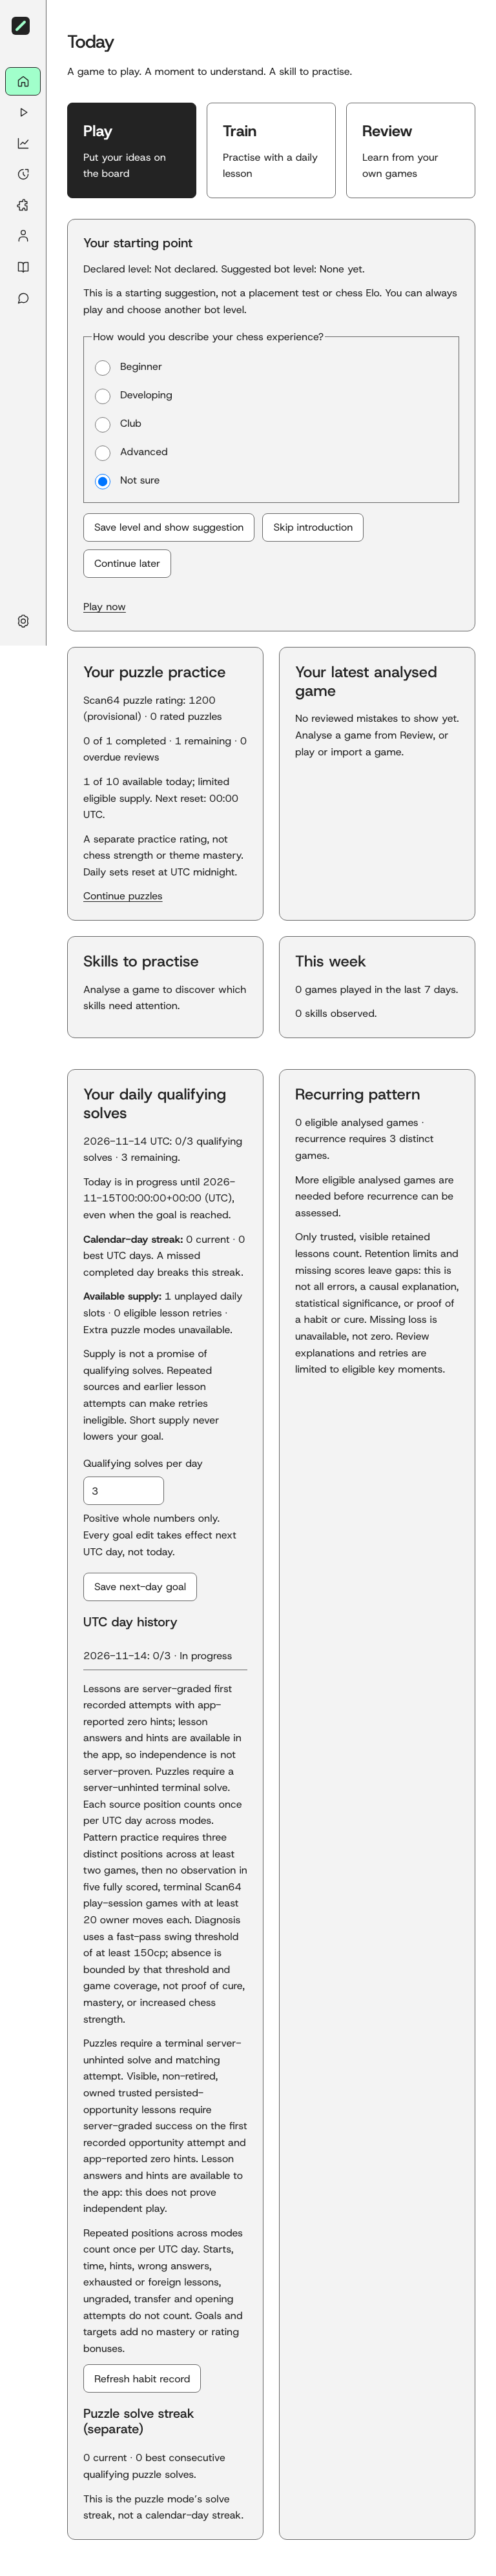 Today
A game to play. A moment to understand. A skill to practise.
Play
Put your ideas on
the board
Train
Practise with a daily
lesson
Review
Learn from your
own games
Your starting point
Declared level: Not declared. Suggested bot level: None yet.
This is a starting suggestion, not a placement test or chess Elo. You can always
play and choose another bot level.
How would you describe your chess experience?
Beginner
Developing
Club
Advanced
Not sure
Save level and show suggestion
Skip introduction
Continue later
Play now
Your puzzle practice
Scan64 puzzle rating: 1200
(provisional) · 0 rated puzzles
0 of 1 completed · 1 remaining · 0
overdue reviews
1 of 10 available today; limited
eligible supply. Next reset: 00:00
UTC.
A separate practice rating, not
chess strength or theme mastery.
Daily sets reset at UTC midnight.
Continue puzzles
Your latest analysed
game
No reviewed mistakes to show yet.
Analyse a game from Review, or
play or import a game.
Skills to practise
Analyse a game to discover which
skills need attention.
This week
0 games played in the last 7 days.
0 skills observed.
Your daily qualifying
solves
2026-11-14 UTC: 0/3 qualifying
solves · 3 remaining.
Today is in progress until 2026-
11-15T00:00:00+00:00 (UTC),
even when the goal is reached.
Calendar-day streak: 0 current · 0
best UTC days. A missed
completed day breaks this streak.
Available supply: 1 unplayed daily
slots · 0 eligible lesson retries ·
Extra puzzle modes unavailable.
Supply is not a promise of
qualifying solves. Repeated
sources and earlier lesson
attempts can make retries
ineligible. Short supply never
lowers your goal.
Qualifying solves per day
3
Positive whole numbers only.
Every goal edit takes effect next
UTC day, not today.
Save next-day goal
UTC day history
2026-11-14: 0/3 · In progress
Lessons are server-graded first
recorded attempts with app-
reported zero hints; lesson
answers and hints are available in
the app, so independence is not
server-proven. Puzzles require a
server-unhinted terminal solve.
Each source position counts once
per UTC day across modes.
Pattern practice requires three
distinct positions across at least
two games, then no observation in
five fully scored, terminal Scan64
play-session games with at least
20 owner moves each. Diagnosis
uses a fast-pass swing threshold
of at least 150cp; absence is
bounded by that threshold and
game coverage, not proof of cure,
mastery, or increased chess
strength.
Puzzles require a terminal server-
unhinted solve and matching
attempt. Visible, non-retired,
owned trusted persisted-
opportunity lessons require
server-graded success on the first
recorded opportunity attempt and
app-reported zero hints. Lesson
answers and hints are available to
the app: this does not prove
independent play.
Repeated positions across modes
count once per UTC day. Starts,
time, hints, wrong answers,
exhausted or foreign lessons,
ungraded, transfer and opening
attempts do not count. Goals and
targets add no mastery or rating
bonuses.
Refresh habit record
Puzzle solve streak
(separate)
0 current · 0 best consecutive
qualifying puzzle solves.
This is the puzzle mode's solve
streak, not a calendar-day streak.
Recurring pattern
0 eligible analysed games ·
recurrence requires 3 distinct
games.
More eligible analysed games are
needed before recurrence can be
assessed.
Only trusted, visible retained
lessons count. Retention limits and
missing scores leave gaps: this is
not all errors, a causal explanation,
statistical significance, or proof of
a habit or cure. Missing loss is
unavailable, not zero. Review
explanations and retries are
limited to eligible key moments.